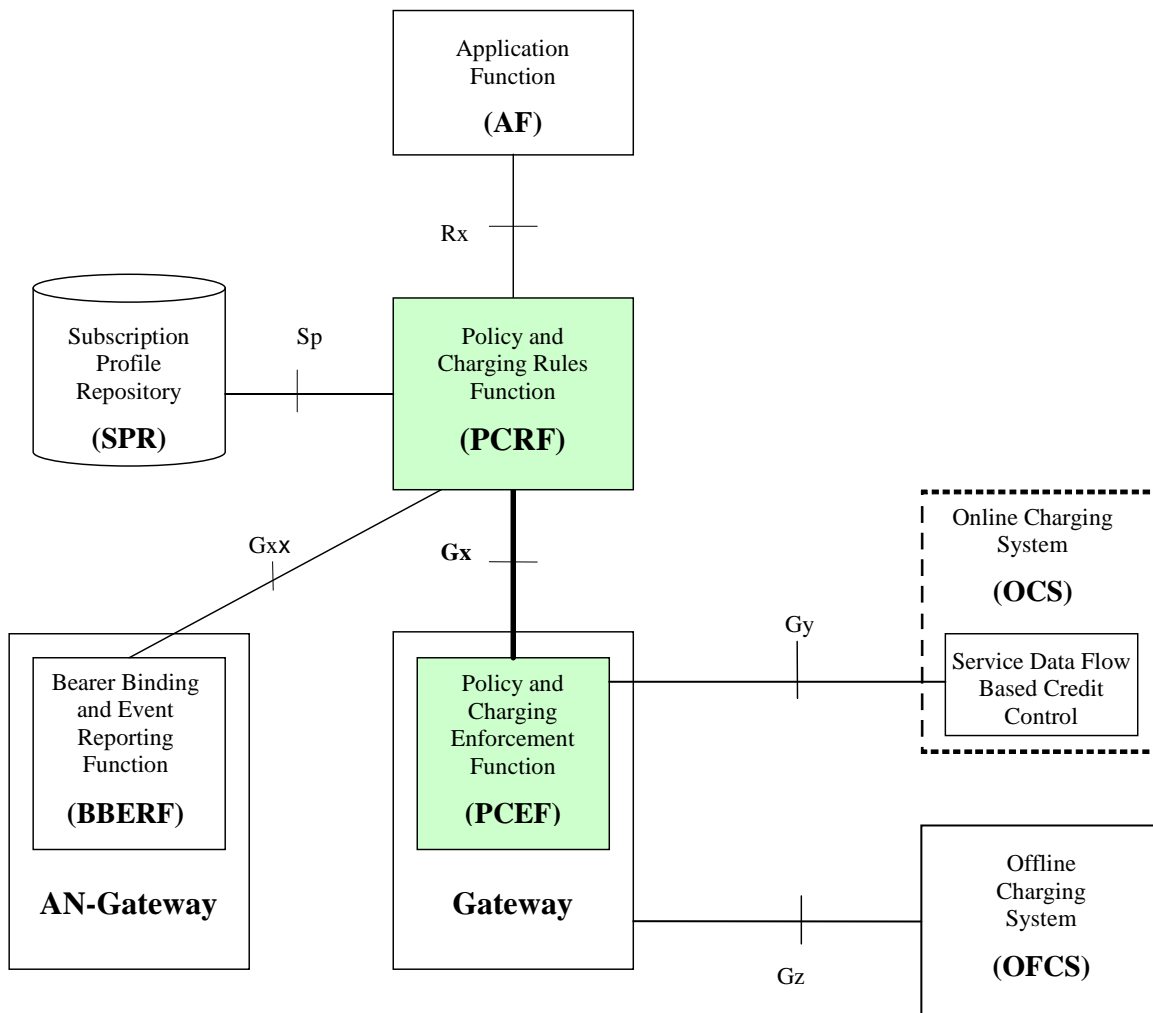 Application
Function
(AF)
Rx
Subscription
Profile
Repository
(SPR)
Sp
Policy and
Charging Rules
Function
(PCRF)
Gxx
Gx
Online Charging
System
(OCS)
Service Data Flow
Based Credit
Control
Gy
Bearer Binding
and Event
Reporting
Function
(BBERF)
AN-Gateway
Policy and
Charging
Enforcement
Function
(PCEF)
Gateway
Offline
Charging
System
(OFCS)
Gz